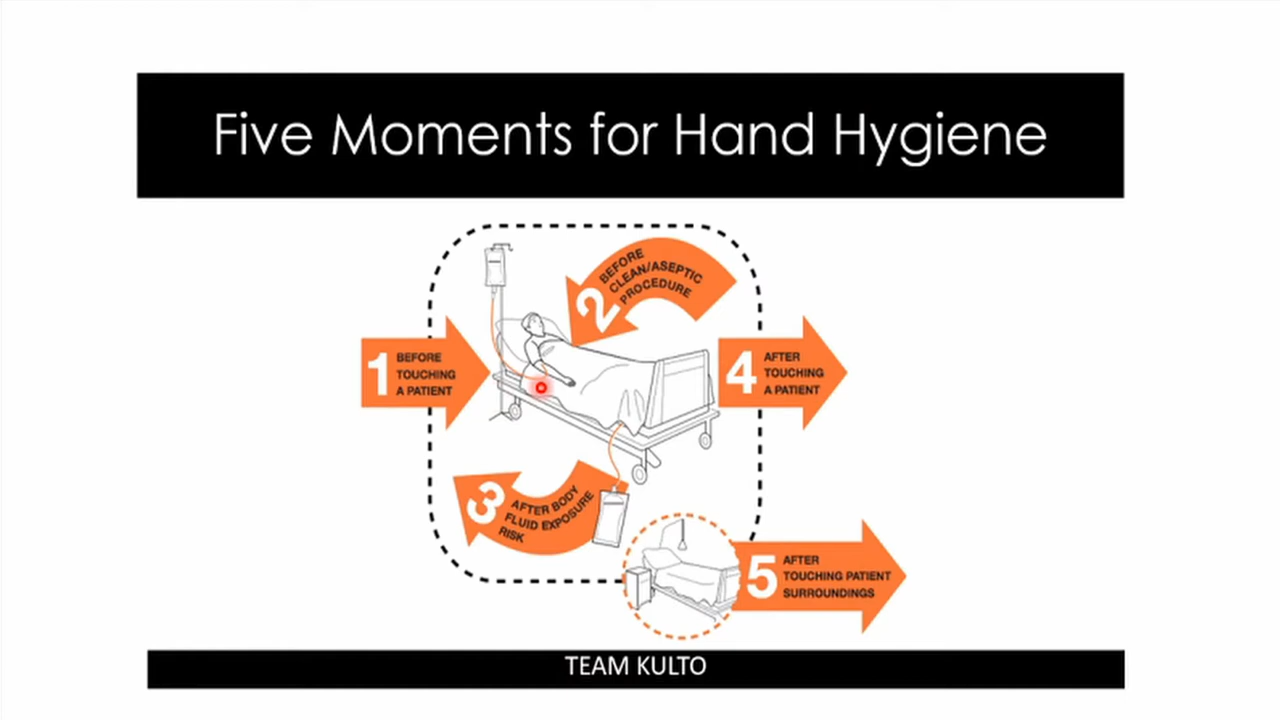 Five Moments for Hand Hygiene
1
BEFORE
TOUCHING
A PATIENT
2
BEFORE
CLEAN/ASEPTIC
PROCEDURE
3
AFTER BODY
FLUID EXPOSURE
RISK
4
AFTER
TOUCHING
A PATIENT
5
AFTER
TOUCHING PATIENT
SURROUNDINGS
TEAM KULTO